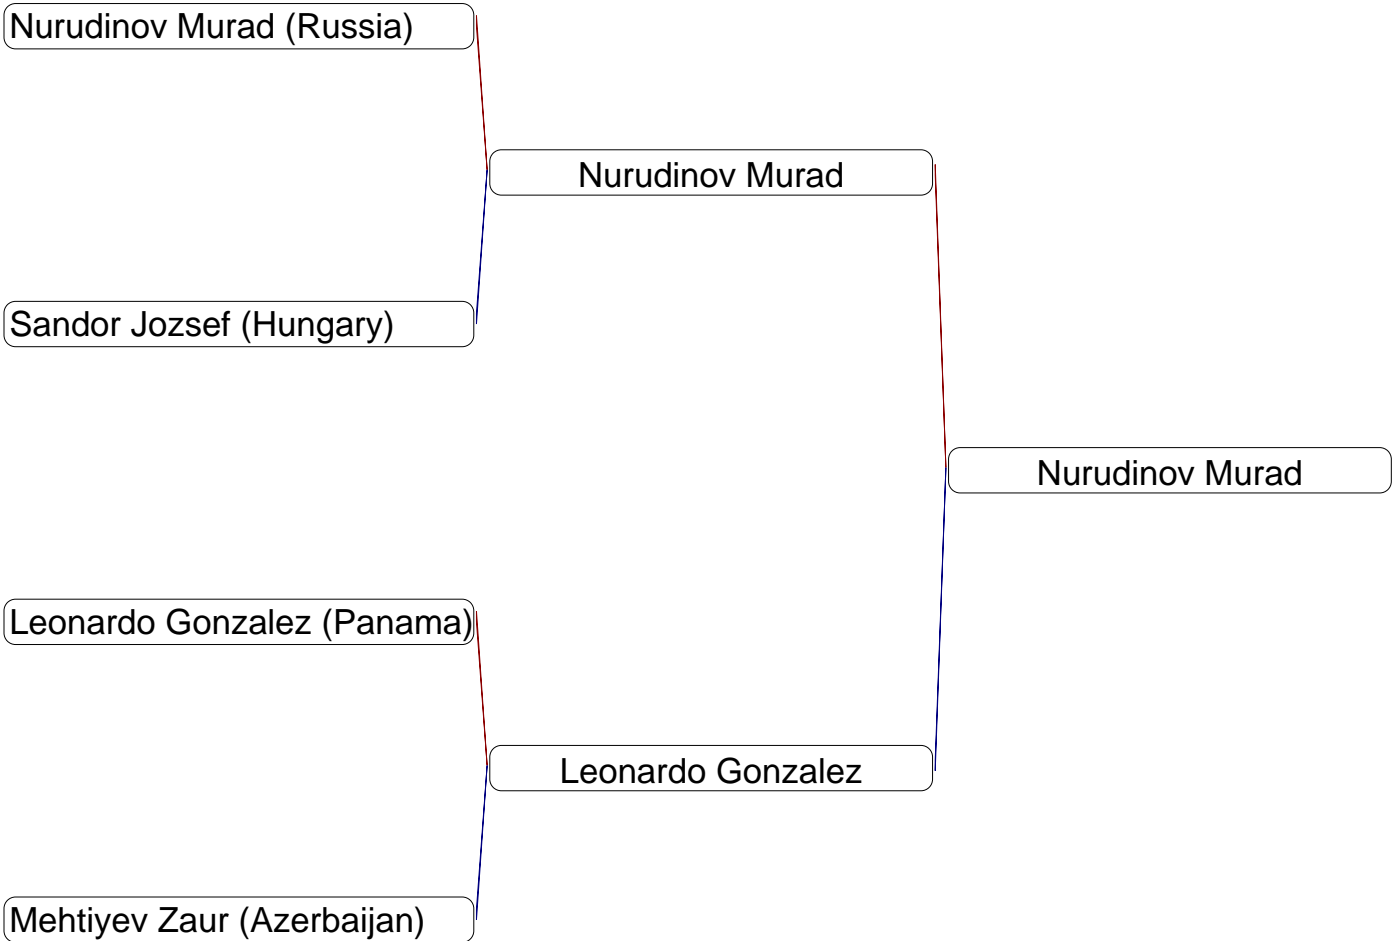 Nurudinov Murad (Russia)
Nurudinov Murad
Sandor Jozsef (Hungary)
Nurudinov Murad
Leonardo Gonzalez (Panama)
Leonardo Gonzalez
Mehtiyev Zaur (Azerbaijan)